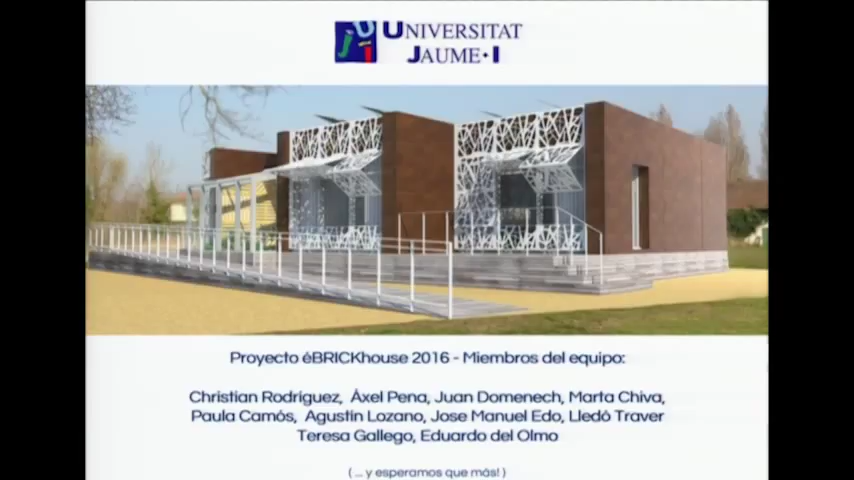 UNIVERSITAT
JAUME·I
Proyecto éBRICKhouse 2016 - Miembros del equipo:
Christian Rodríguez, Áxel Pena, Juan Domenech, Marta Chiva,
Paula Camós, Agustín Lozano, Jose Manuel Edo, Lledó Traver
Teresa Gallego, Eduardo del Olmo
( ... y esperamos que más! )